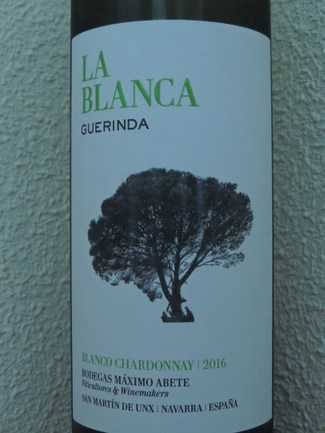 LA
BLANCA
GUERINDA
BLANCO CHARDONNAY | 2016
BODEGAS MÁXIMO ABETE
Viticultores & Winemakers
SAN MARTÍN DE UNX | NAVARRA | ESPAÑA